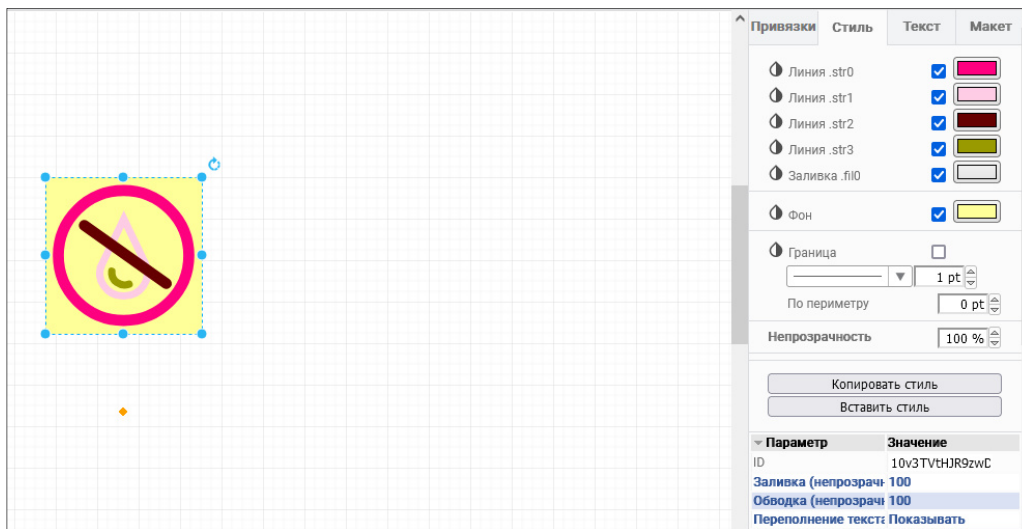 Привязки Стиль Текст Макет
Линия .str0
Линия .str1
Линия .str2
Линия .str3
Заливка .fil0
Фон
Граница
1 pt
По периметру 0 pt
Непрозрачность 100 %
Копировать стиль
Вставить стиль
Параметр Значение
ID 10v3TVtHJR9zwD
Заливка (непрозрачн 100
Обводка (непрозрачн 100
Переполнение текста Показывать